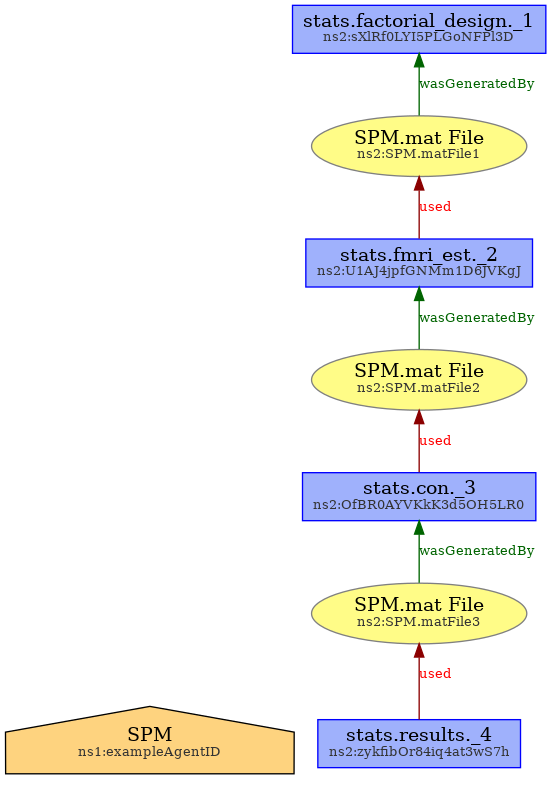 stats.factorial_design._1
ns2:sXlRf0LYI5PLGoNFPl3D
wasGeneratedBy
SPM.mat File
ns2:SPM.matFile1
used
stats.fmri_est._2
ns2:U1AJ4jpfGNMm1D6JVKgJ
wasGeneratedBy
SPM.mat File
ns2:SPM.matFile2
used
stats.con._3
ns2:OfBR0AYVKkK3d5OH5LR0
wasGeneratedBy
SPM.mat File
ns2:SPM.matFile3
used
SPM
ns1:exampleAgentID
stats.results._4
ns2:zykfibOr84iq4at3wS7h